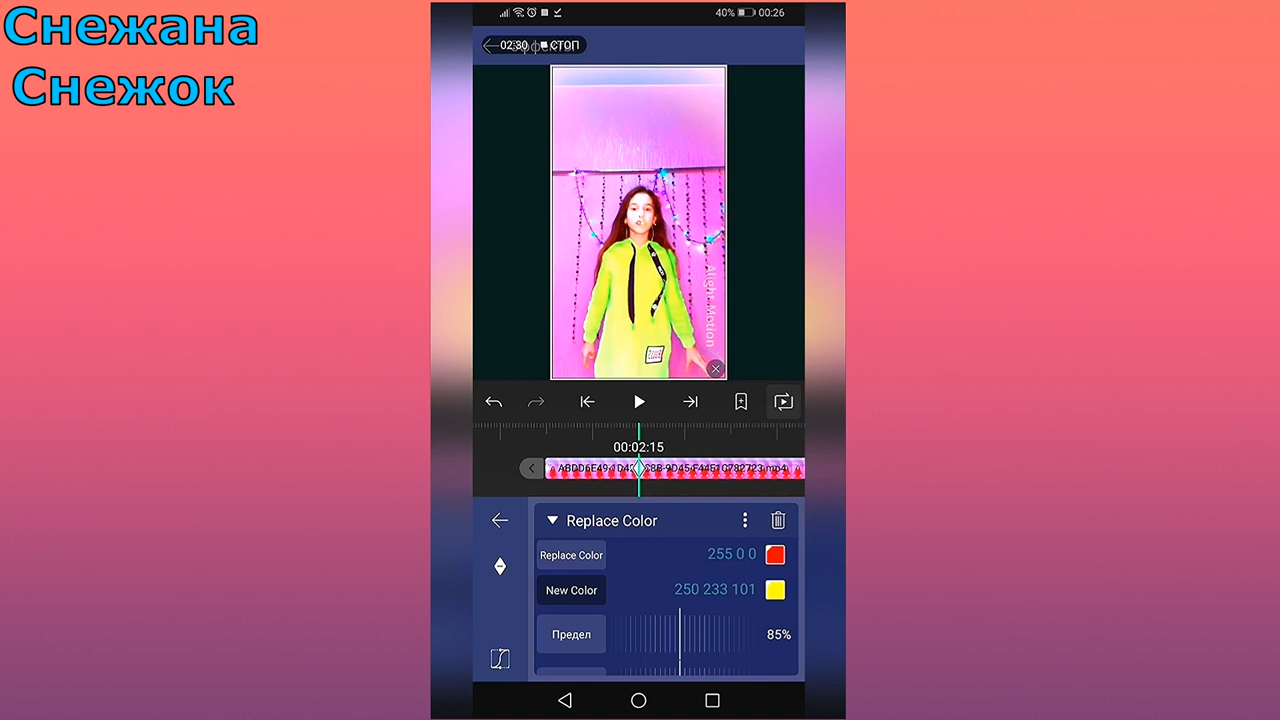 Снежана
Снежок
40% 00:26
02:30 СТОП
Alight Motion
00:02:15
Replace Color
Replace Color 255 0 0
New Color 250 233 101
Предел 85%